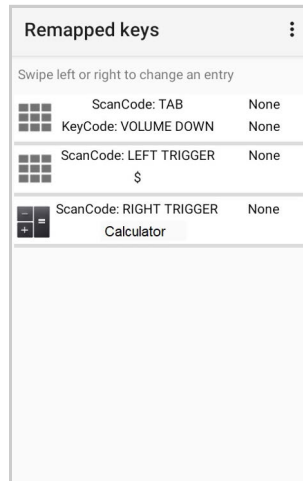 Remapped keys
Swipe left or right to change an entry
ScanCode: TAB None
KeyCode: VOLUME DOWN None
ScanCode: LEFT TRIGGER None
$
ScanCode: RIGHT TRIGGER None
Calculator